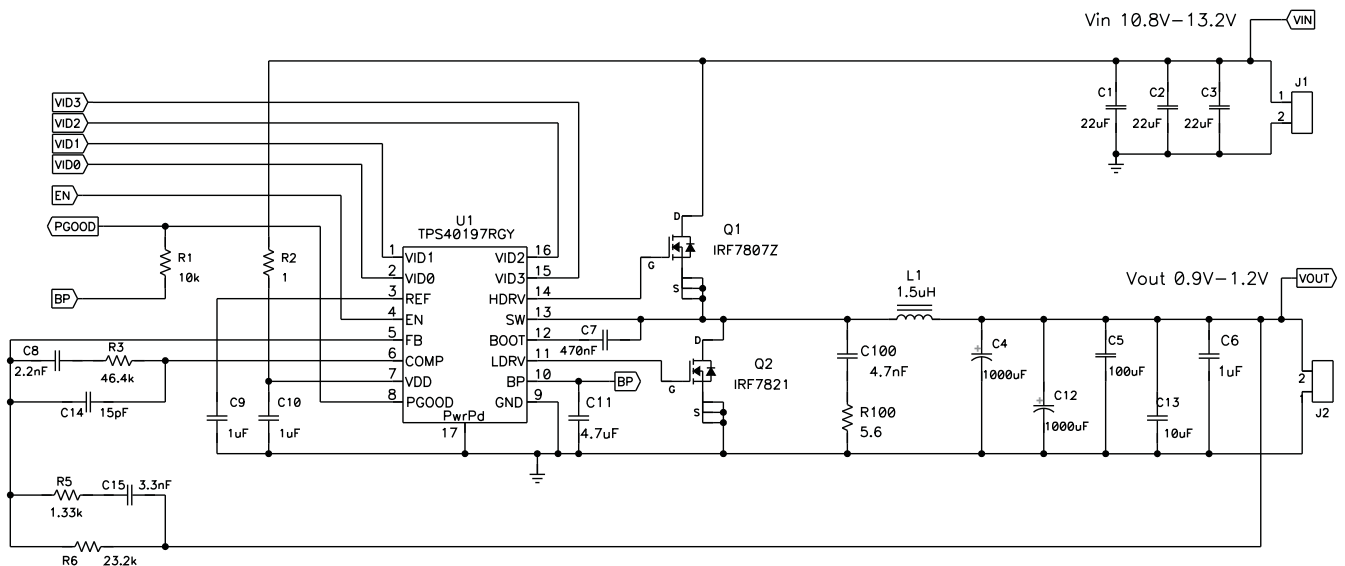 Vin 10.8V-13.2V
VIN
J1
C1
C2
C3
1
2
22uF
22uF
22uF
VID3
VID2
VID1
VID0
EN
PGOOD
BP
R1
10k
R2
1
U1
TPS40197RGY
1
VID1
VID2
16
2
VID0
VID3
15
3
REF
HDRV
14
4
EN
SW
13
5
FB
BOOT
12
6
COMP
LDRV
11
7
VDD
BP
10
8
PGOOD
GND
9
PwrPd
17
D
G
S
Q1
IRF7807Z
C7
470nF
D
G
S
Q2
IRF7821
BP
C11
4.7uF
L1
1.5uH
Vout 0.9V-1.2V
VOUT
C100
4.7nF
R100
5.6
+
C4
1000uF
+
C12
1000uF
C5
100uF
C13
10uF
C6
1uF
2
1
J2
C8
2.2nF
R3
46.4k
C14
15pF
C9
1uF
C10
1uF
R5
1.33k
C15
3.3nF
R6
23.2k